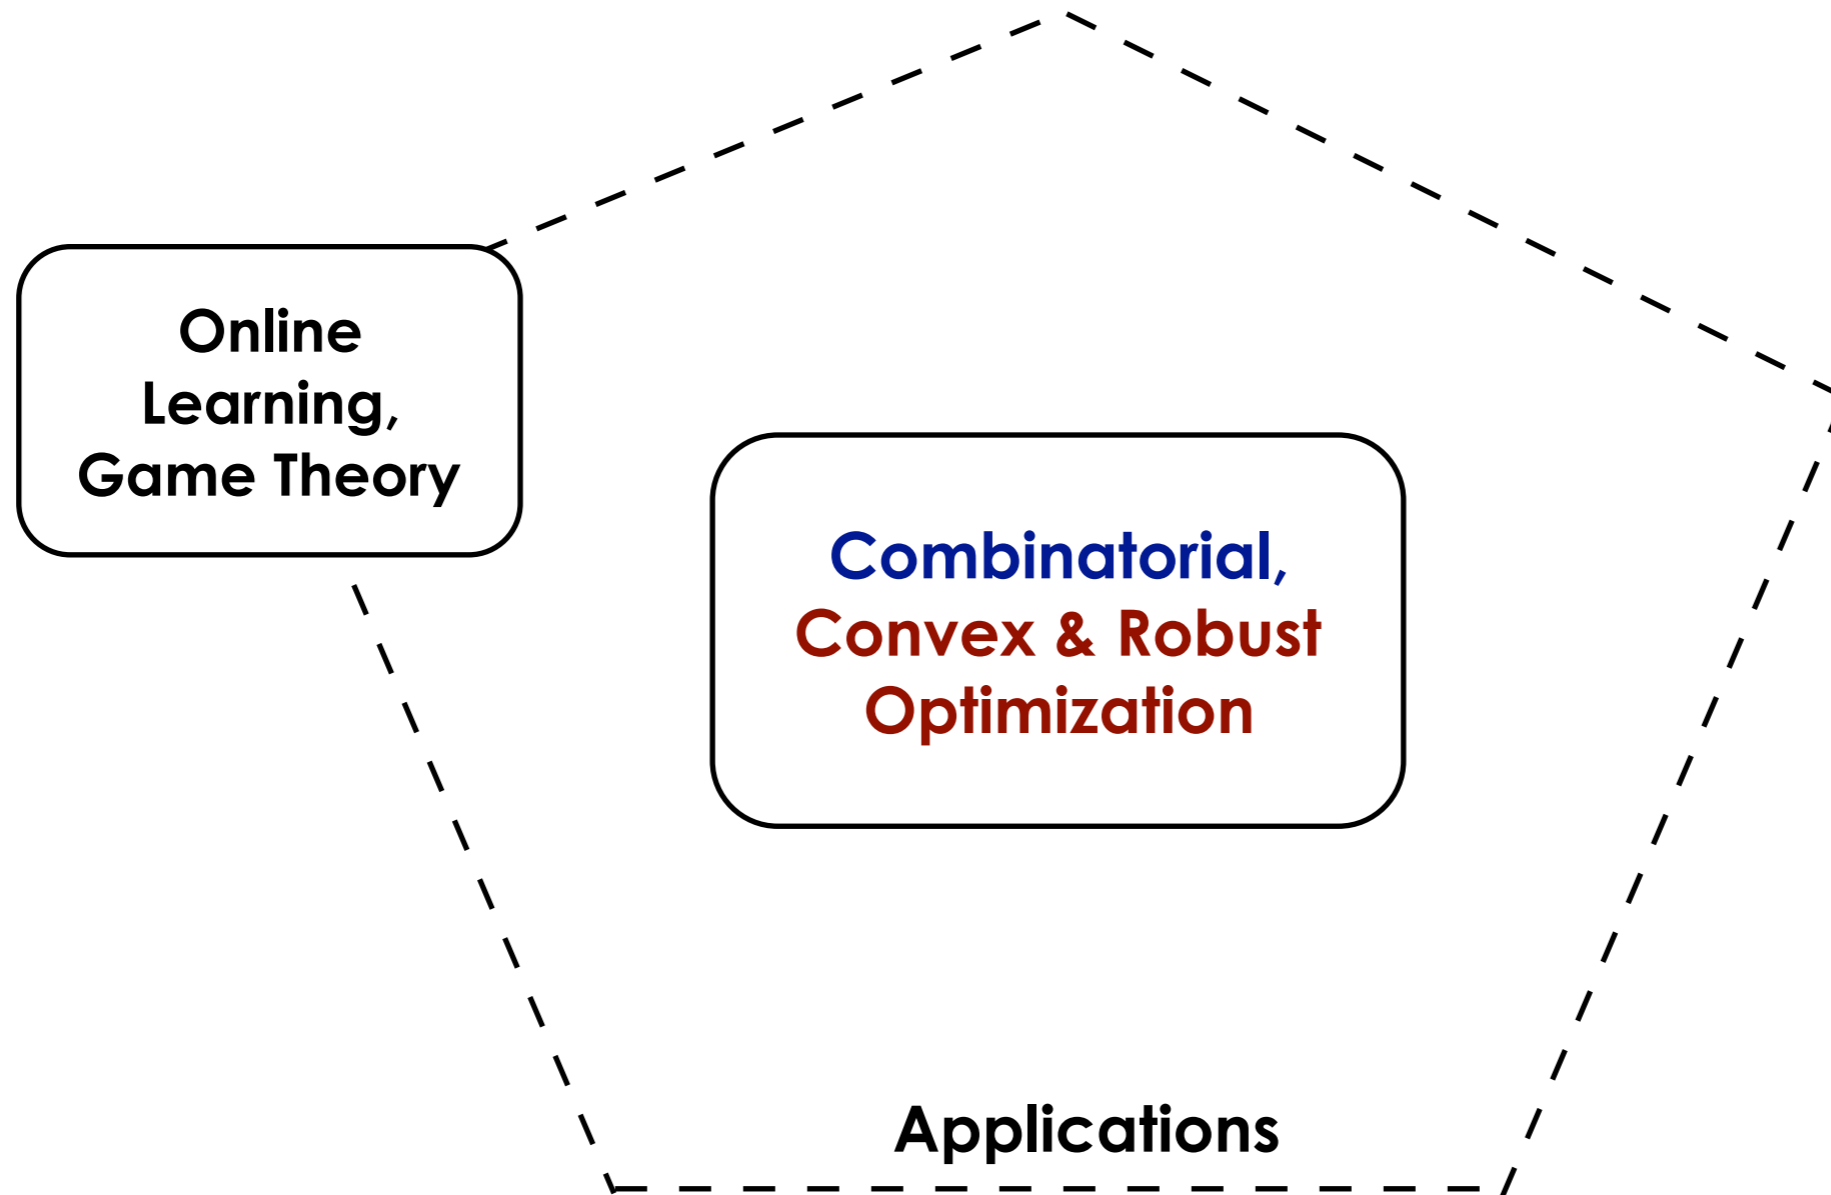 Online
Learning,
Game Theory
Combinatorial,
Convex & Robust
Optimization
Applications